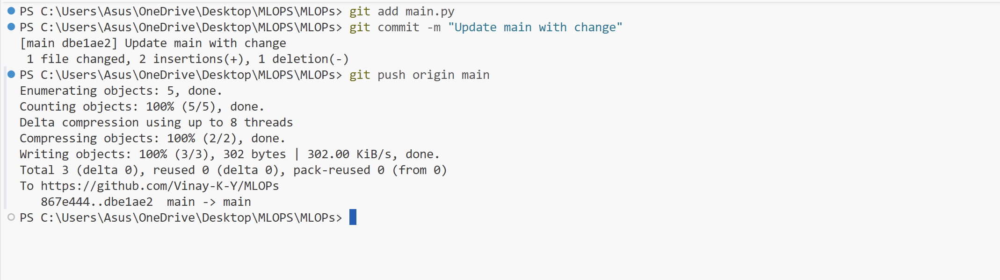 PS C:\Users\Asus\OneDrive\Desktop\MLOPS\MLOPs> git add main.py
PS C:\Users\Asus\OneDrive\Desktop\MLOPS\MLOPs> git commit -m "Update main with change"
[main dbe1ae2] Update main with change
 1 file changed, 2 insertions(+), 1 deletion(-)
PS C:\Users\Asus\OneDrive\Desktop\MLOPS\MLOPs> git push origin main
Enumerating objects: 5, done.
Counting objects: 100% (5/5), done.
Delta compression using up to 8 threads
Compressing objects: 100% (2/2), done.
Writing objects: 100% (3/3), 302 bytes | 302.00 KiB/s, done.
Total 3 (delta 0), reused 0 (delta 0), pack-reused 0 (from 0)
To https://github.com/Vinay-K-Y/MLOPs
   867e444..dbe1ae2  main -> main
PS C:\Users\Asus\OneDrive\Desktop\MLOPS\MLOPs>